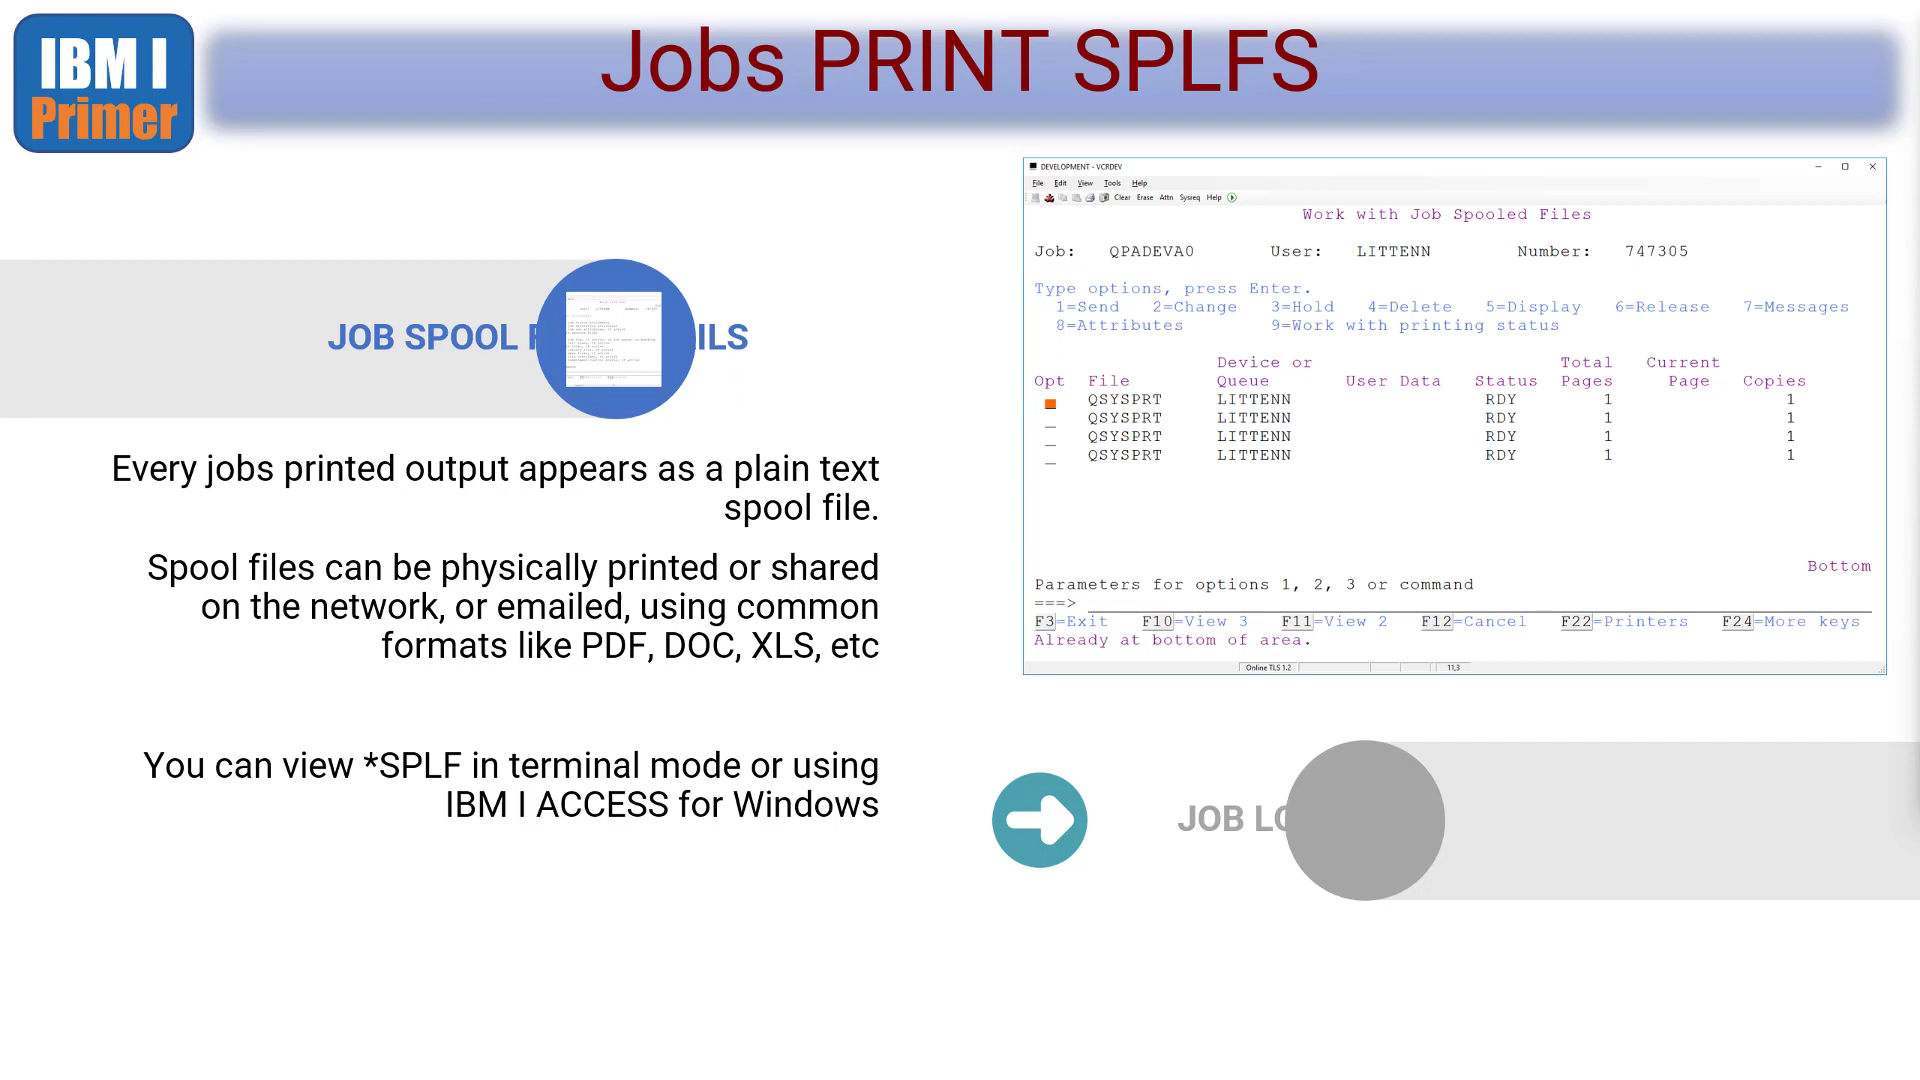 IBM I
Primer
Jobs PRINT SPLFS
JOB SPOOL
Every jobs printed output appears as a plain text
spool file.
Spool files can be physically printed or shared
on the network, or emailed, using common
formats like PDF, DOC, XLS, etc
You can view *SPLF in terminal mode or using
IBM I ACCESS for Windows
DEVELOPMENT - VCRDEV
File Edit View Tools Help
Clear Erase Attn Sysreq Help
Work with Job Spooled Files
Job: QPADEVA0 User: LITTENN Number: 747305
Type options, press Enter.
1=Send 2=Change 3=Hold 4=Delete 5=Display 6=Release 7=Messages
8=Attributes 9=Work with printing status
Device or Total Current
Opt File Queue User Data Status Pages Page Copies
QSYSPRT LITTENN RDY 1 1
_ QSYSPRT LITTENN RDY 1 1
_ QSYSPRT LITTENN RDY 1 1
_ QSYSPRT LITTENN RDY 1 1
Bottom
Parameters for options 1, 2, 3 or command
===>
F3=Exit F10=View 3 F11=View 2 F12=Cancel F22=Printers F24=More keys
Already at bottom of area.
Online TLS 1.2 11,3
JOB